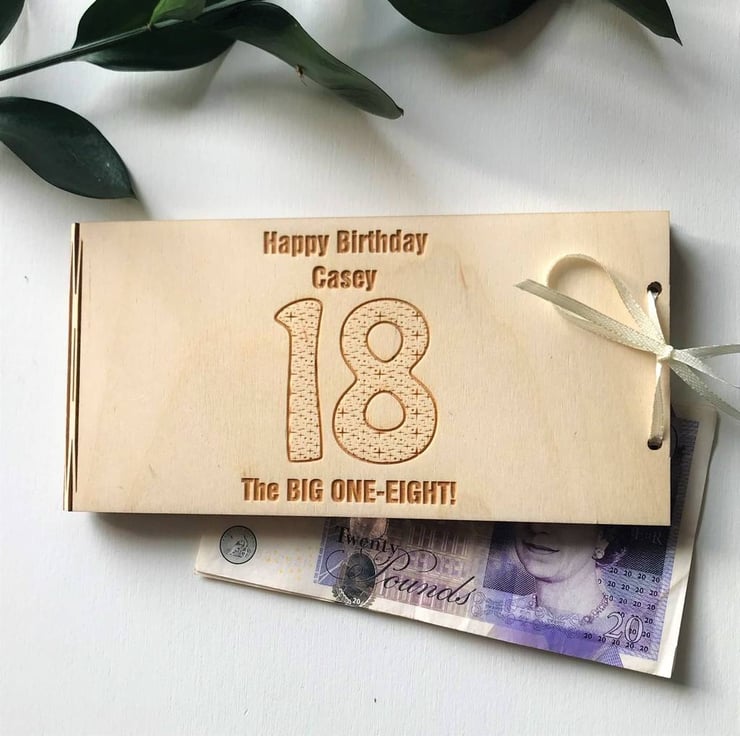 Happy Birthday
Casey
18
The BIG ONE-EIGHT!
Twenty
Pounds
20